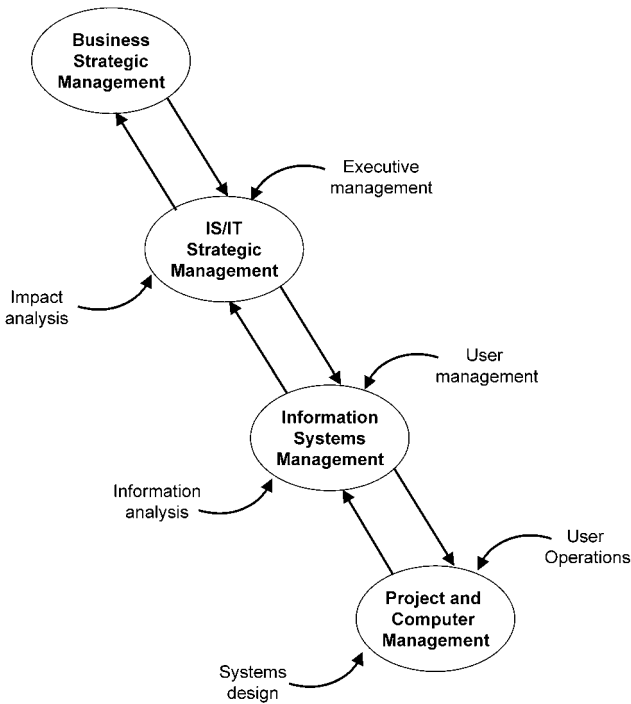 Business
Strategic
Management
Executive
management
IS/IT
Strategic
Management
Impact
analysis
User
management
Information
Systems
Management
Information
analysis
User
Operations
Project and
Computer
Management
Systems
design